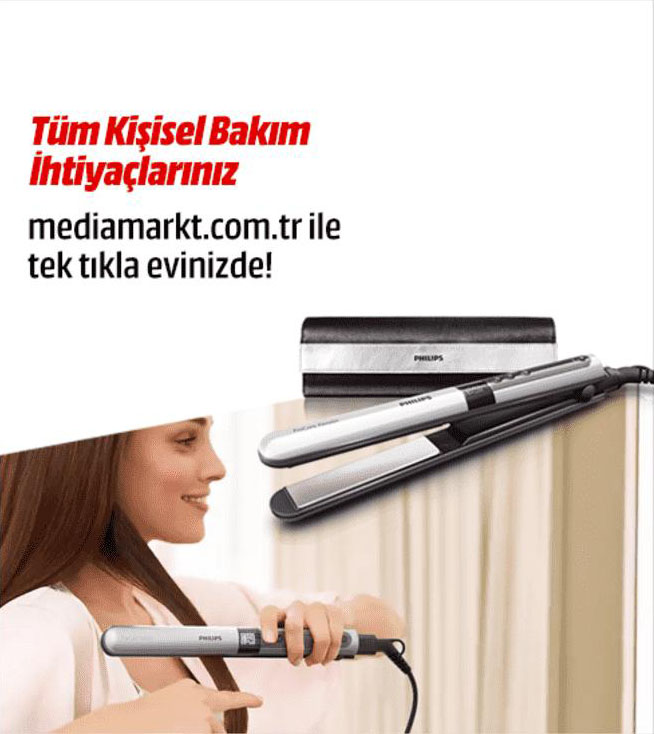 Tüm Kişisel Bakım
İhtiyaçlarınız
mediamarkt.com.tr ile
tek tıkla evinizde!
PHILIPS
PHILIPS
PHILIPS